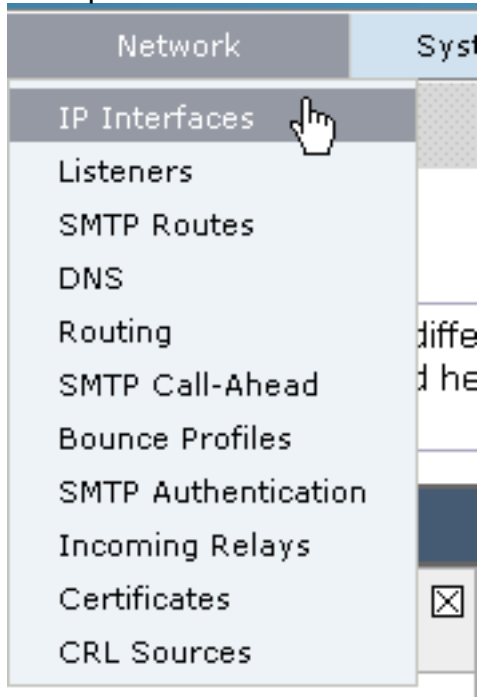 Network
IP Interfaces
Listeners
SMTP Routes
DNS
Routing
SMTP Call-Ahead
Bounce Profiles
SMTP Authentication
Incoming Relays
Certificates
CRL Sources